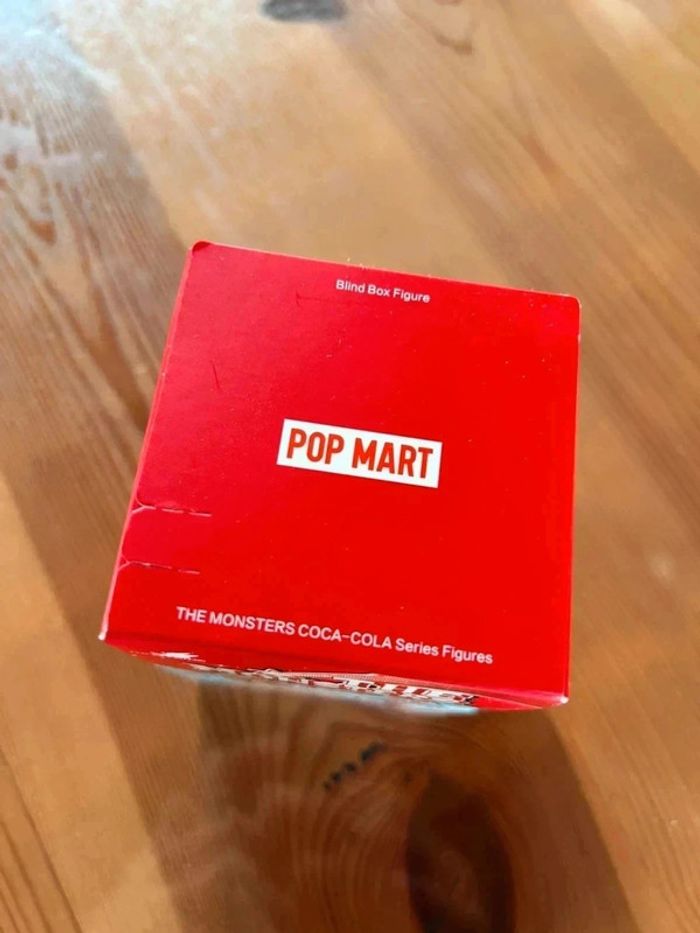 Blind Box Figure
POP MART
THE MONSTERS COCA-COLA Series Figures